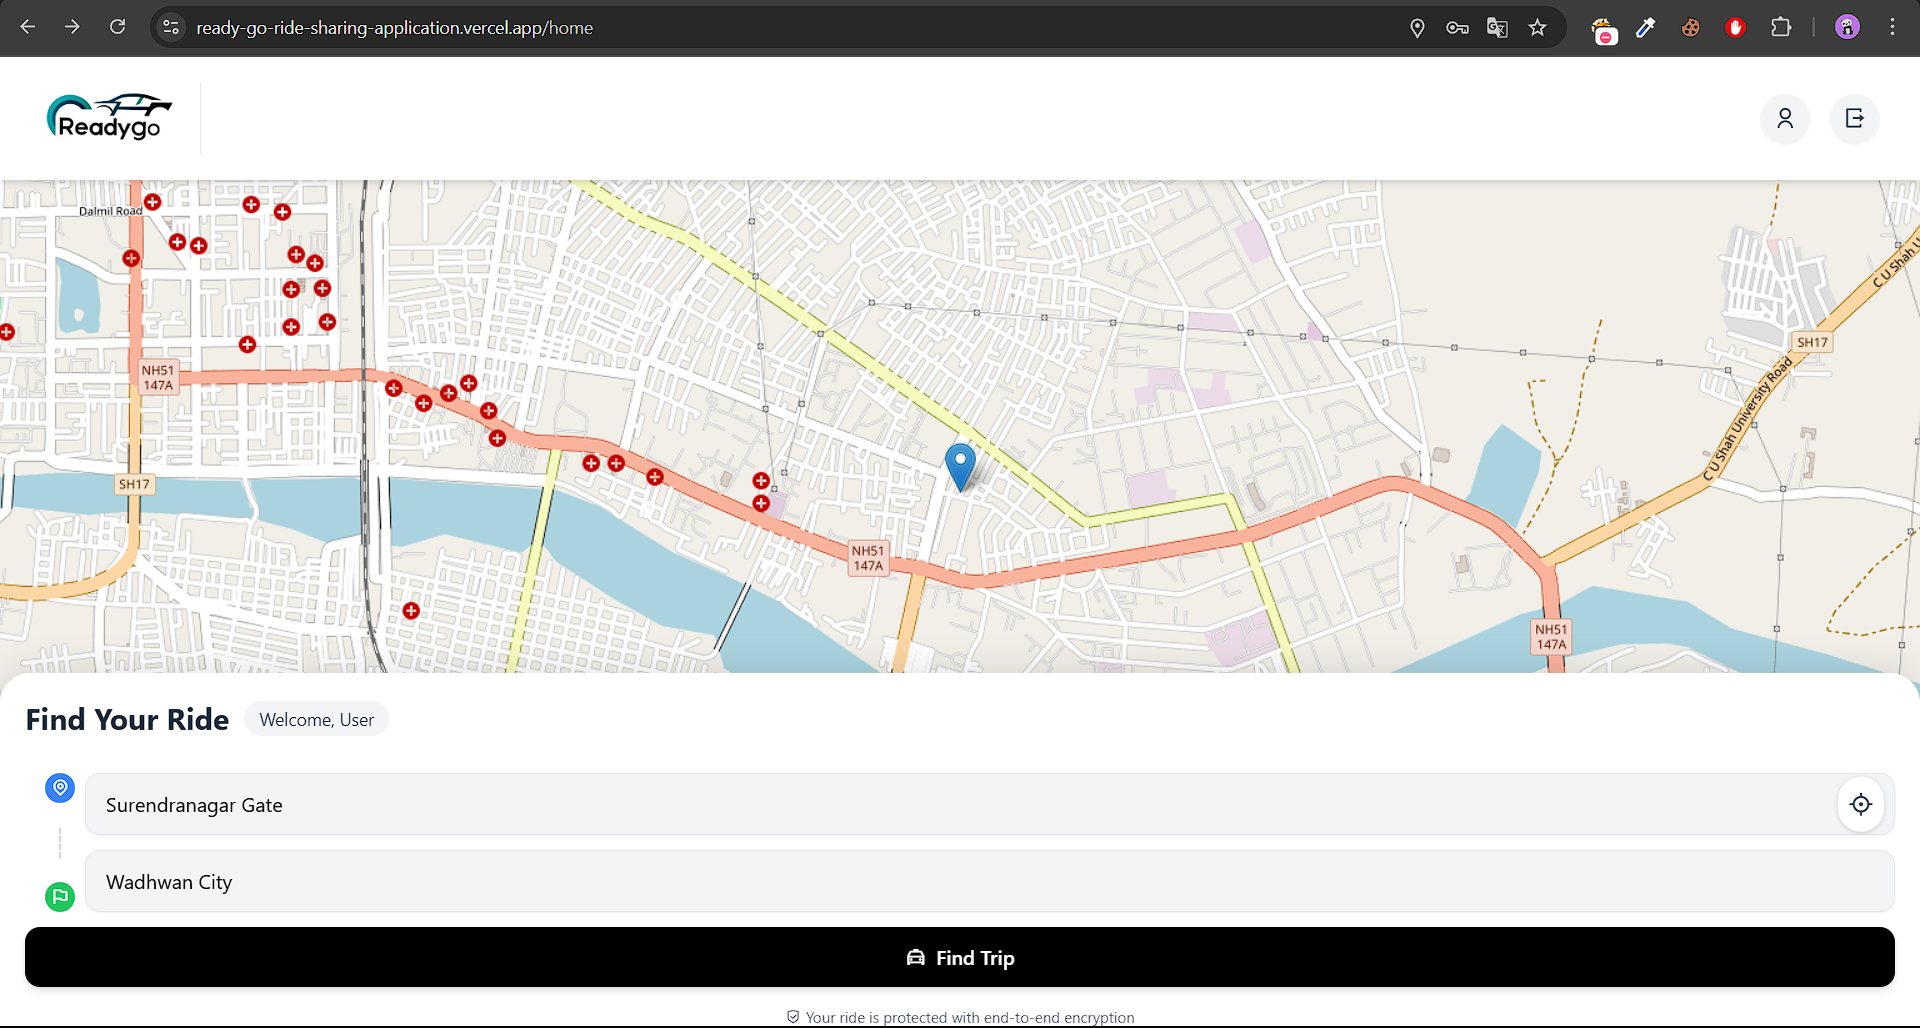 ready-go-ride-sharing-application.vercel.app/home
Readygo
Dalmil Road
C U Shah U
SH17
NH51
147A
C U Shah University Road
SH17
NH51
147A
NH51
147A
Find Your Ride
Welcome, User
Surendranagar Gate
Wadhwan City
Find Trip
Your ride is protected with end-to-end encryption